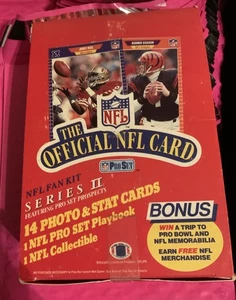 NFL
THE
OFFICIAL NFL CARD
PRO SET
NFL FAN KIT
SERIES II
FEATURING PRO SET PROSPECTS
14 PHOTO & STAT CARDS
1 NFL PRO SET Playbook
1 NFL Collectible
BONUS
WIN A TRIP TO
PRO BOWL AND
NFL MEMORABILIA
EARN FREE NFL
MERCHANDISE